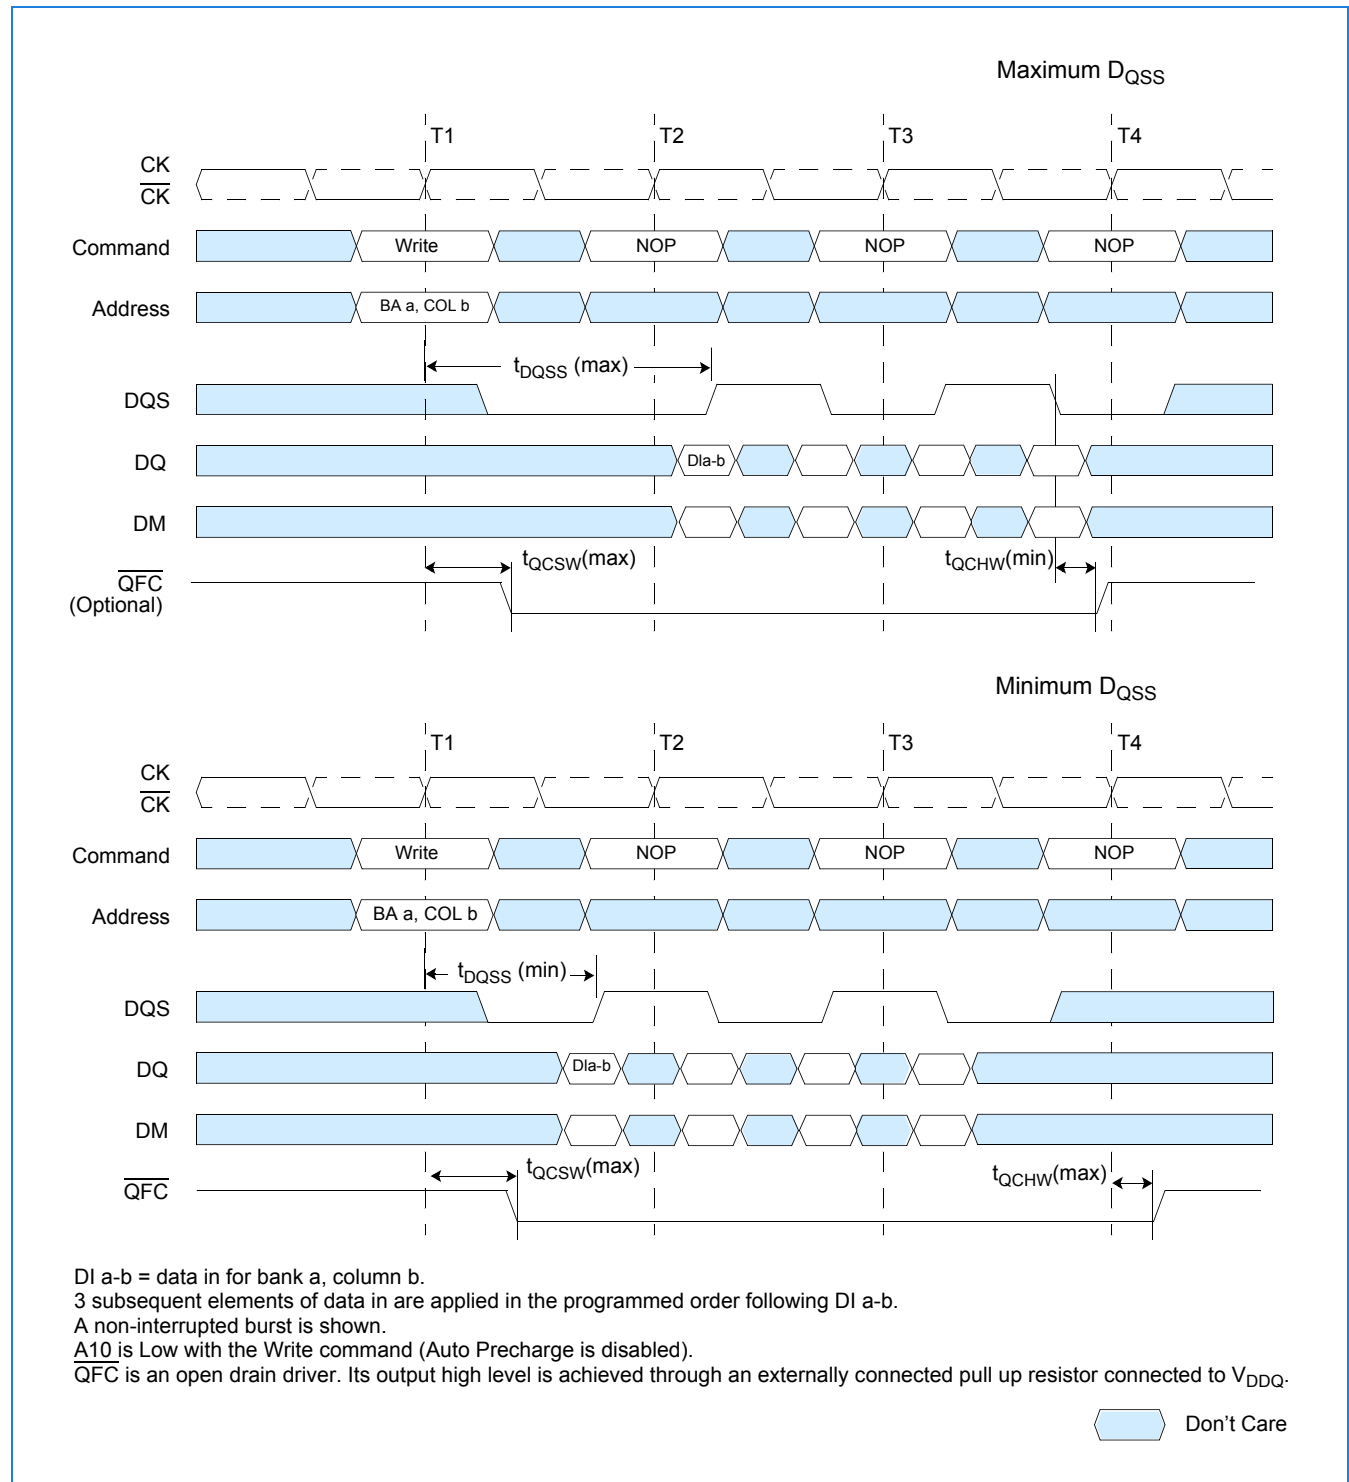 Maximum DQSS
T1 T2 T3 T4
CK
CK
Command Write NOP NOP NOP
Address BA a, COL b
tDQSS (max)
DQS
DQ DIa-b
DM
tQCSW(max) tQCHW(min)
QFC
(Optional)
Minimum DQSS
T1 T2 T3 T4
CK
CK
Command Write NOP NOP NOP
Address BA a, COL b
tDQSS (min)
DQS
DQ DIa-b
DM
tQCSW(max) tQCHW(max)
QFC
DI a-b = data in for bank a, column b.
3 subsequent elements of data in are applied in the programmed order following DI a-b.
A non-interrupted burst is shown.
A10 is Low with the Write command (Auto Precharge is disabled).
QFC is an open drain driver. Its output high level is achieved through an externally connected pull up resistor connected to VDDQ.
Don't Care